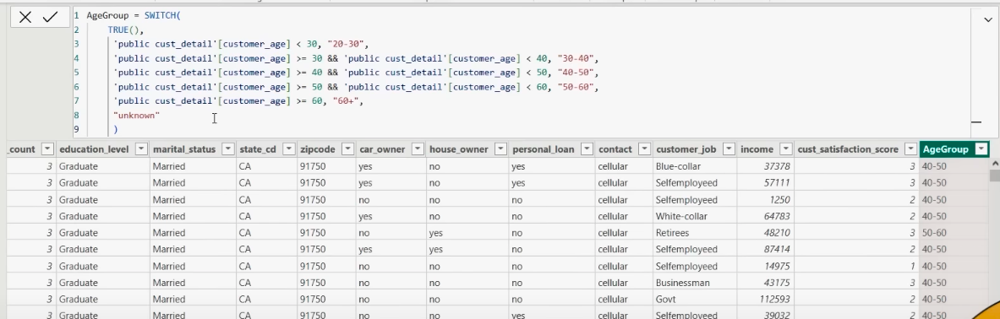 1 AgeGroup = SWITCH(
2 TRUE(),
3 'public cust_detail'[customer_age] < 30, "20-30",
4 'public cust_detail'[customer_age] >= 30 && 'public cust_detail'[customer_age] < 40, "30-40",
5 'public cust_detail'[customer_age] >= 40 && 'public cust_detail'[customer_age] < 50, "40-50",
6 'public cust_detail'[customer_age] >= 50 && 'public cust_detail'[customer_age] < 60, "50-60",
7 'public cust_detail'[customer_age] >= 60, "60+",
8 "unknown"
9 )
_count education_level marital_status state_cd zipcode car_owner house_owner personal_loan contact customer_job income cust_satisfaction_score AgeGroup
3 Graduate Married CA 91750 yes no yes cellular Blue-collar 37378 3 40-50
3 Graduate Married CA 91750 yes no yes cellular Selfemployeed 57111 3 40-50
3 Graduate Married CA 91750 no no no cellular Selfemployeed 1250 2 40-50
3 Graduate Married CA 91750 yes no no cellular White-collar 64783 2 40-50
3 Graduate Married CA 91750 no yes no cellular Retirees 48210 3 50-60
3 Graduate Married CA 91750 yes yes no cellular Selfemployeed 87414 2 40-50
3 Graduate Married CA 91750 no no no cellular Selfemployeed 14975 1 40-50
3 Graduate Married CA 91750 no no no cellular Businessman 43175 3 40-50
3 Graduate Married CA 91750 no no no cellular Govt 112593 2 40-50
3 Graduate Married CA 91750 no no yes cellular Selfemployeed 39032 2 40-50